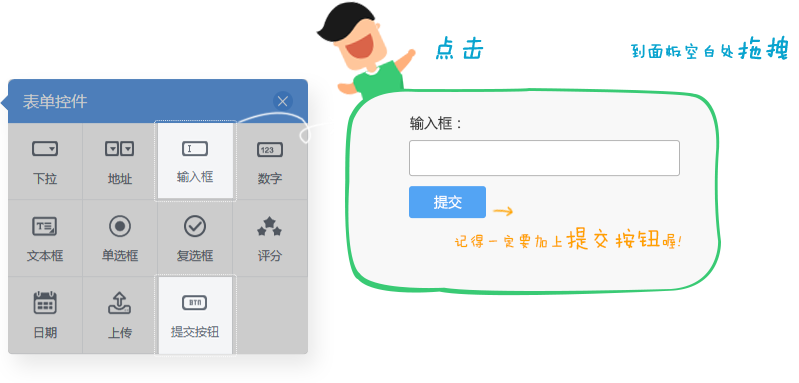 点击
到面板空白处拖拽
表单控件
下拉
地址
输入框
123
数字
T
文本框
单选框
复选框
评分
日期
上传
BTN
提交按钮
输入框：
提交
记得一定要加上提交按钮喔!